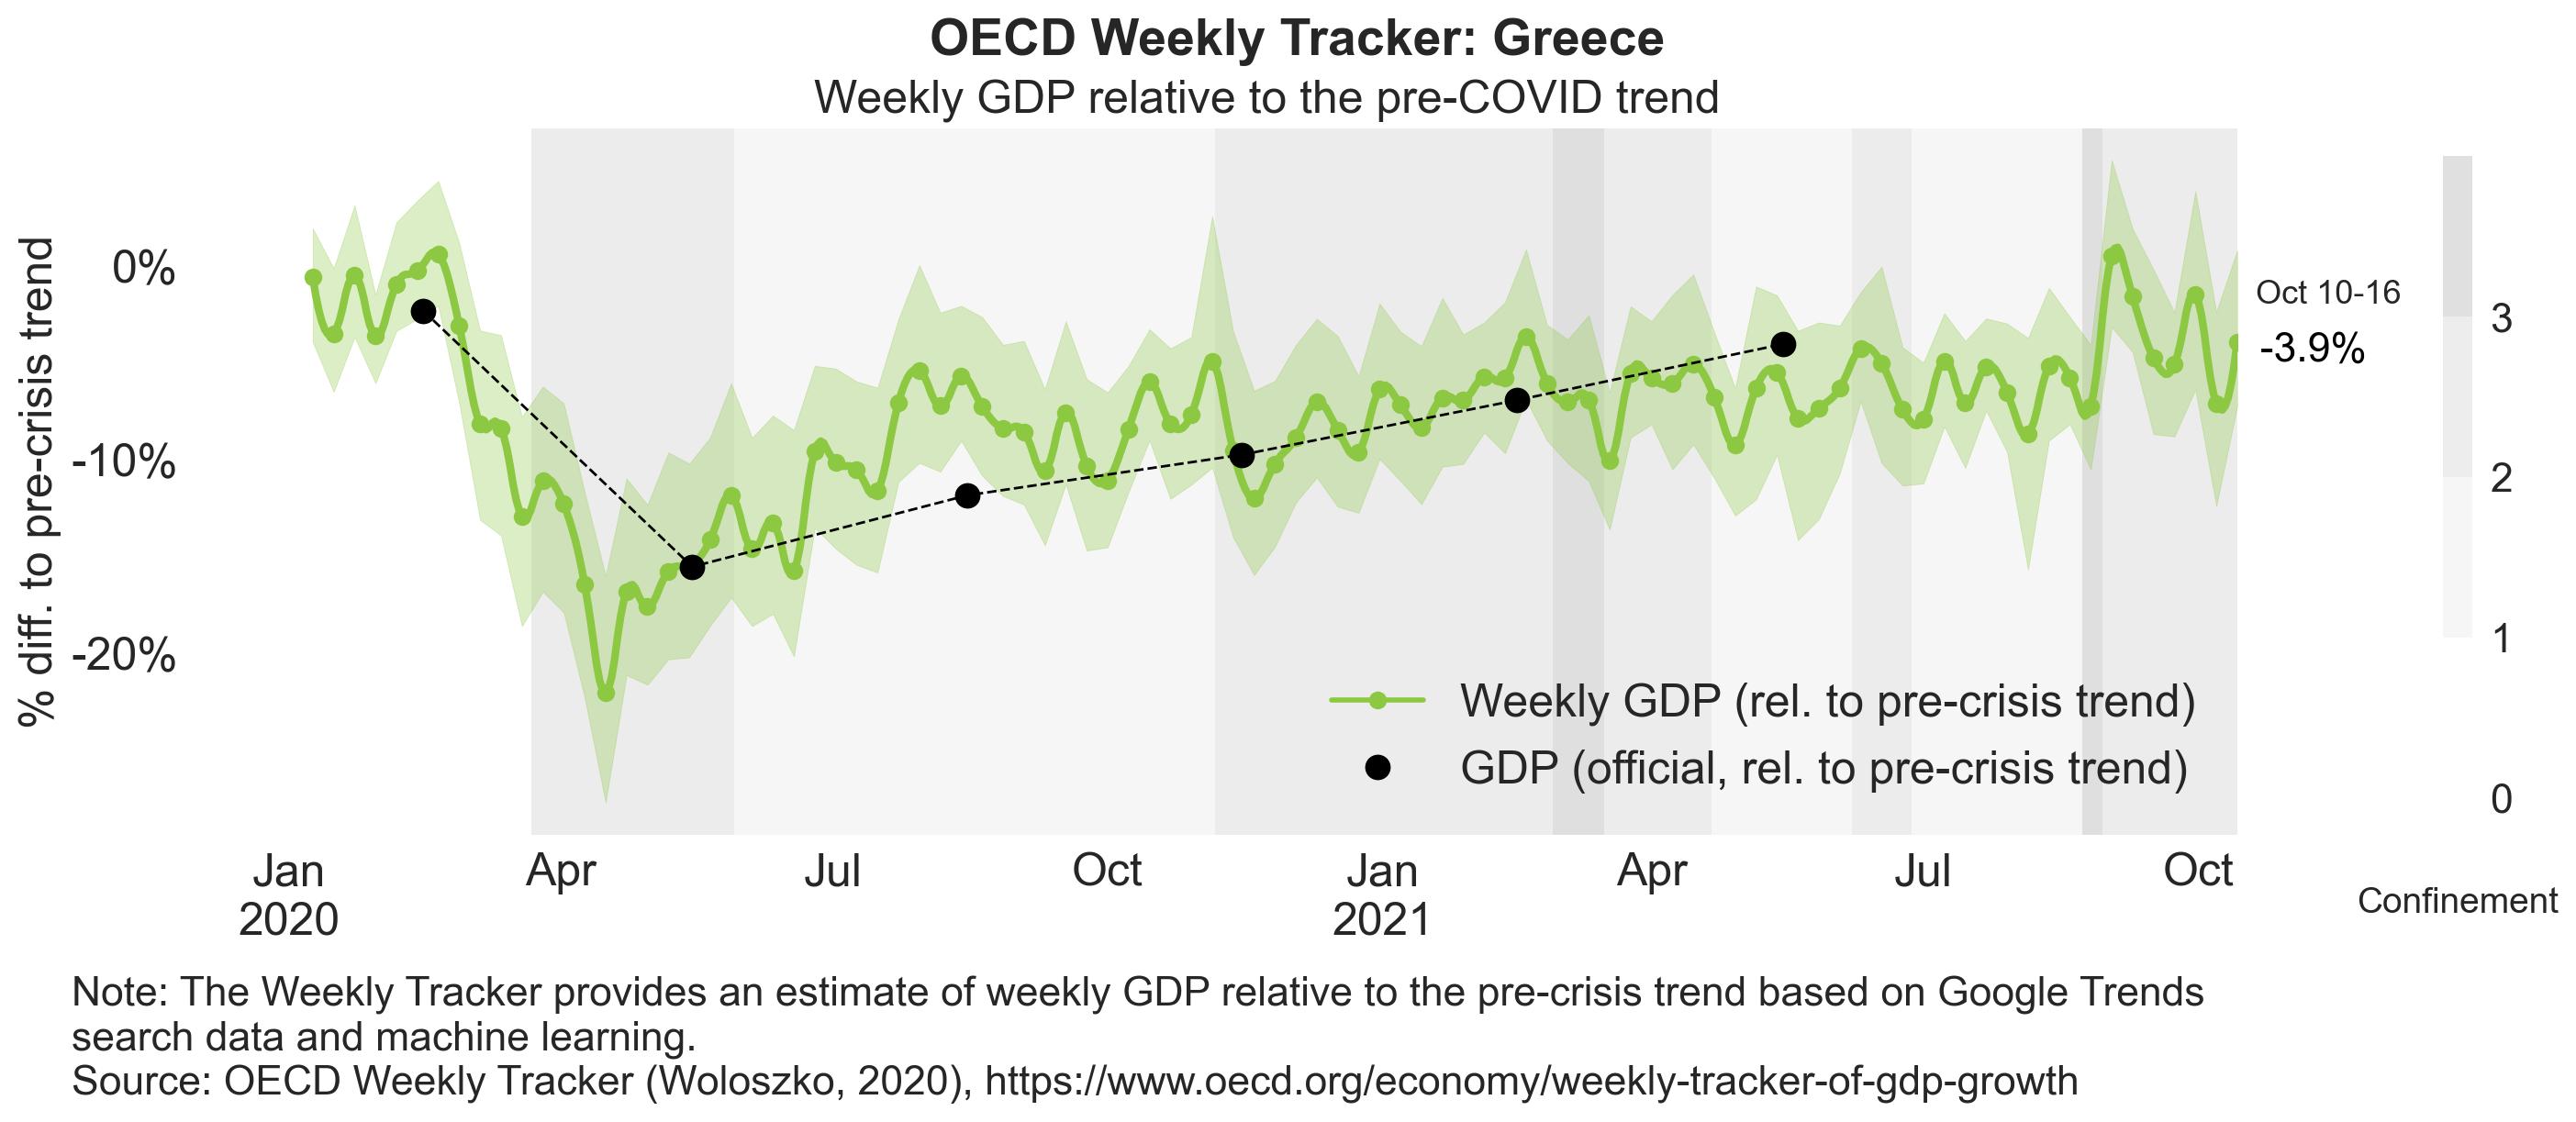 OECD Weekly Tracker: Greece
Weekly GDP relative to the pre-COVID trend
% diff. to pre-crisis trend
0%
-10%
-20%
Oct 10-16
-3.9%
3
2
1
0
Confinement
Weekly GDP (rel. to pre-crisis trend)
GDP (official, rel. to pre-crisis trend)
Jan Apr Jul Oct Jan Apr Jul Oct
2020 2021
Note: The Weekly Tracker provides an estimate of weekly GDP relative to the pre-crisis trend based on Google Trends
search data and machine learning.
Source: OECD Weekly Tracker (Woloszko, 2020), https://www.oecd.org/economy/weekly-tracker-of-gdp-growth